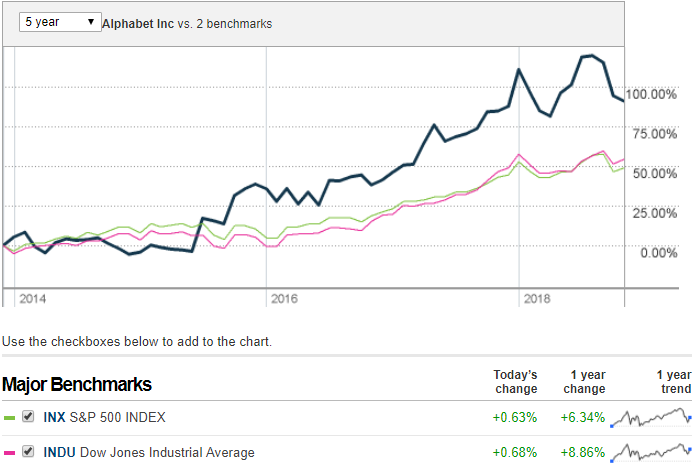 5 year Alphabet Inc vs. 2 benchmarks
100.00%
75.00%
50.00%
25.00%
0.00%
2014 2016 2018
Use the checkboxes below to add to the chart.
Major Benchmarks Today's change 1 year change 1 year trend
INX S&P 500 INDEX +0.63% +6.34%
INDU Dow Jones Industrial Average +0.68% +8.86%